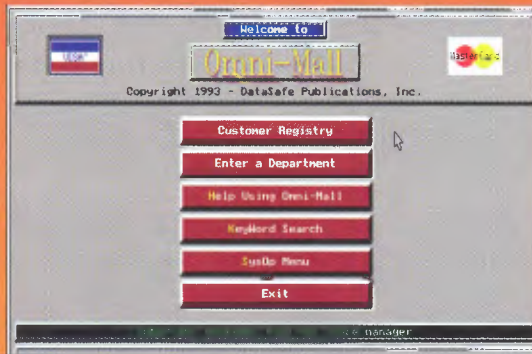 Welcome to
Omni-Mall
VISA
MasterCard
Copyright 1993 - DataSafe Publications, Inc.
Customer Registry
Enter a Department
Help Using Omni-Mall
KeyWord Search
SysOp Menu
Exit
manager